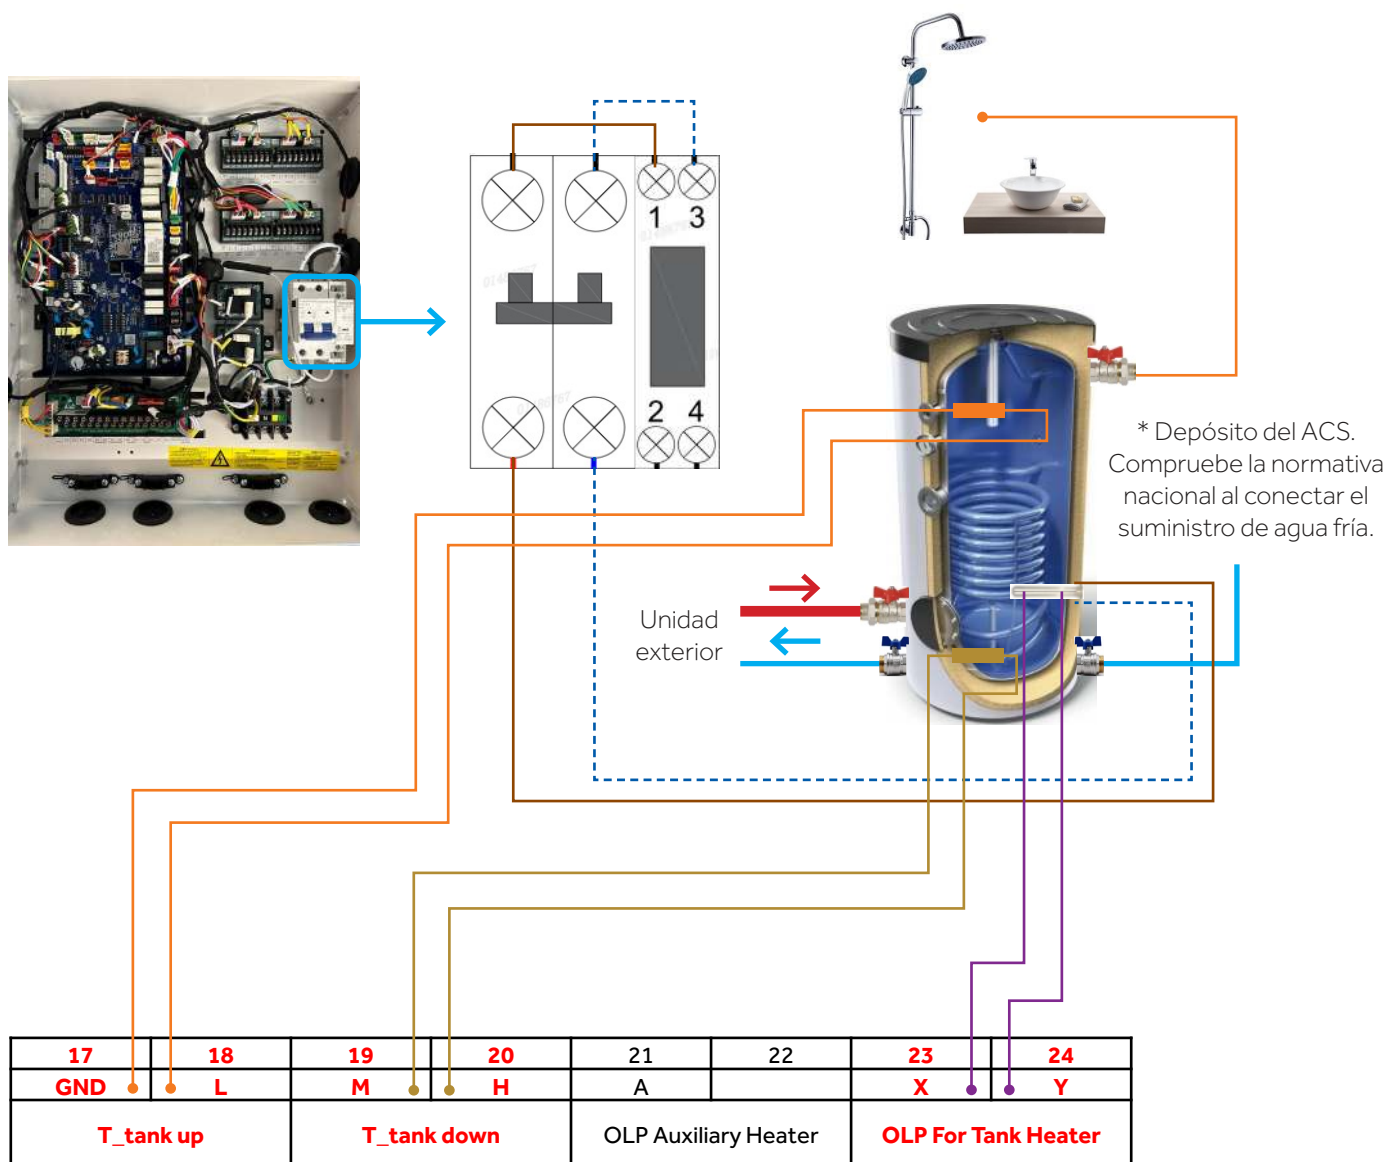 1 3
2 4
* Depósito del ACS.
Compruebe la normativa
nacional al conectar el
suministro de agua fría.
Unidad
exterior
17 18 19 20 21 22 23 24
GND L M H A X Y
T_tank up T_tank down OLP Auxiliary Heater OLP For Tank Heater